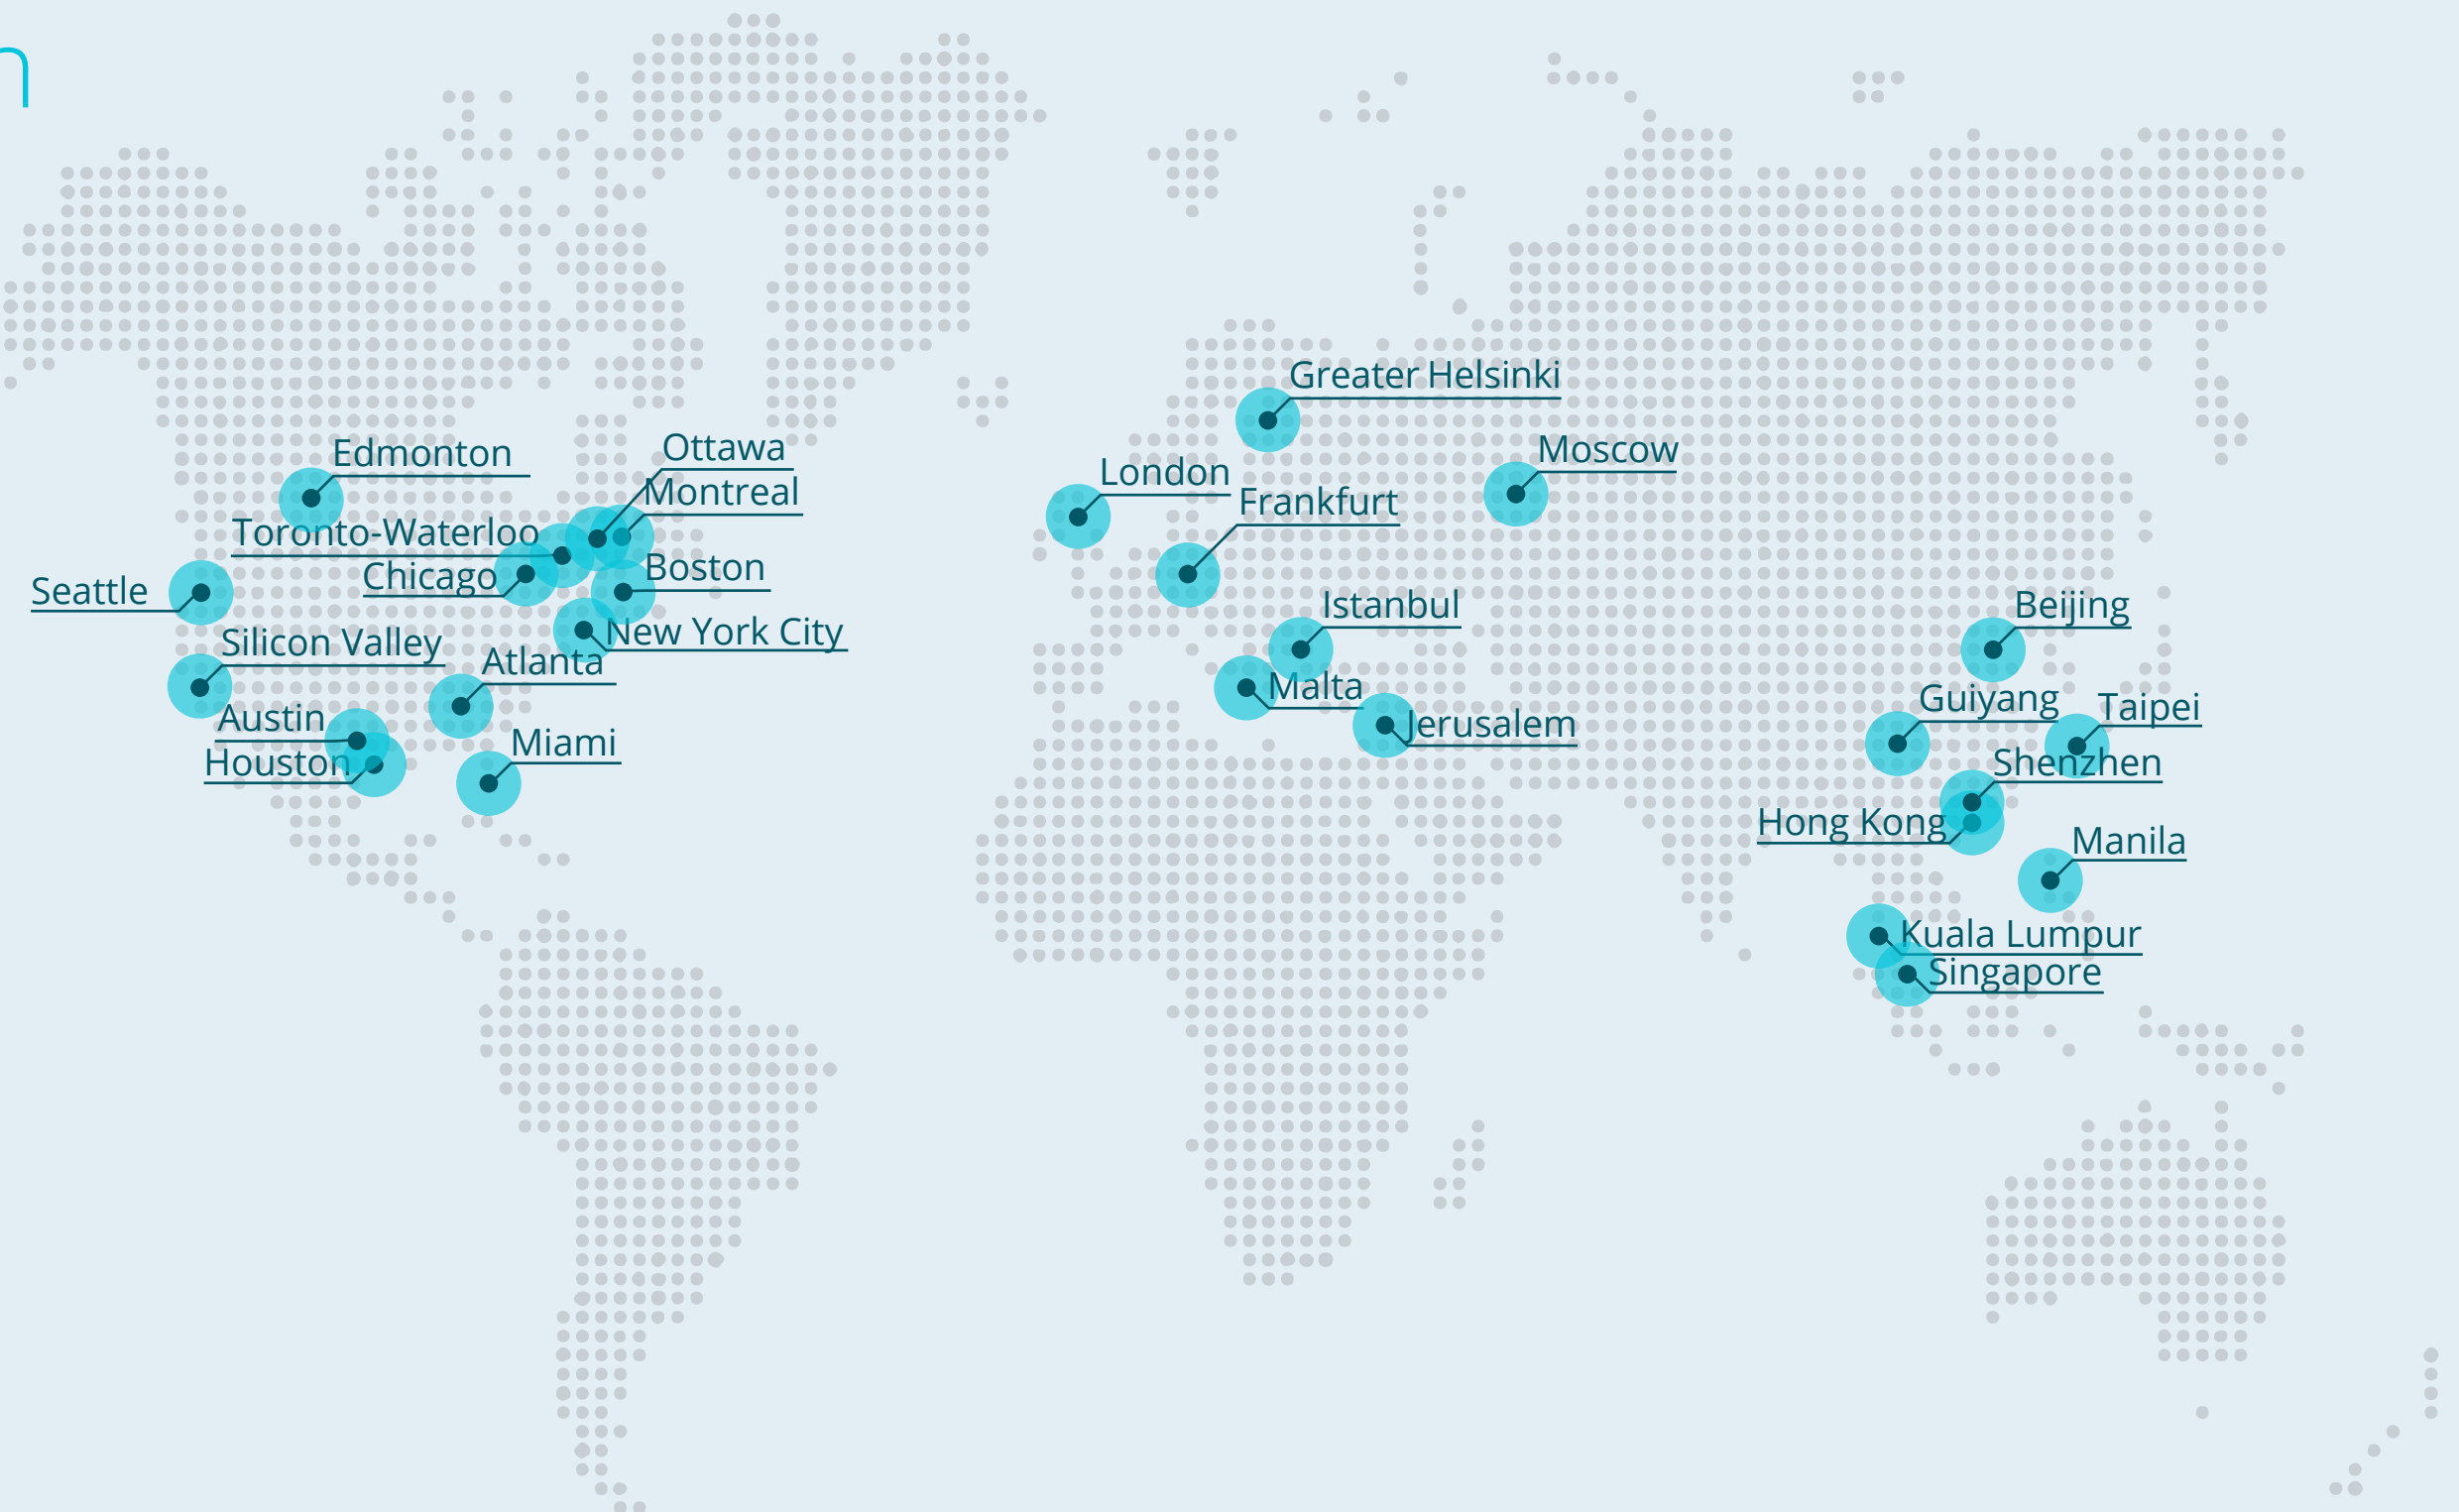 Greater Helsinki
Edmonton
Ottawa
Moscow
London
Montreal
Frankfurt
Toronto-Waterloo
Boston
Chicago
Seattle
Istanbul
Beijing
New York City
Silicon Valley
Atlanta
Malta
Guiyang
Taipei
Austin
Jerusalem
Miami
Houston
Shenzhen
Hong Kong
Manila
Kuala Lumpur
Singapore